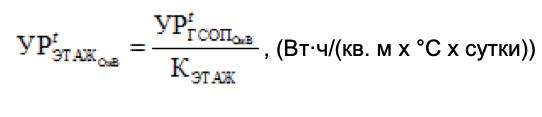 УР^t_ЭТАЖ_ОиВ = УР^t_ГСОП_ОиВ / К_ЭТАЖ , (Вт·ч/(кв. м х °С х сутки))